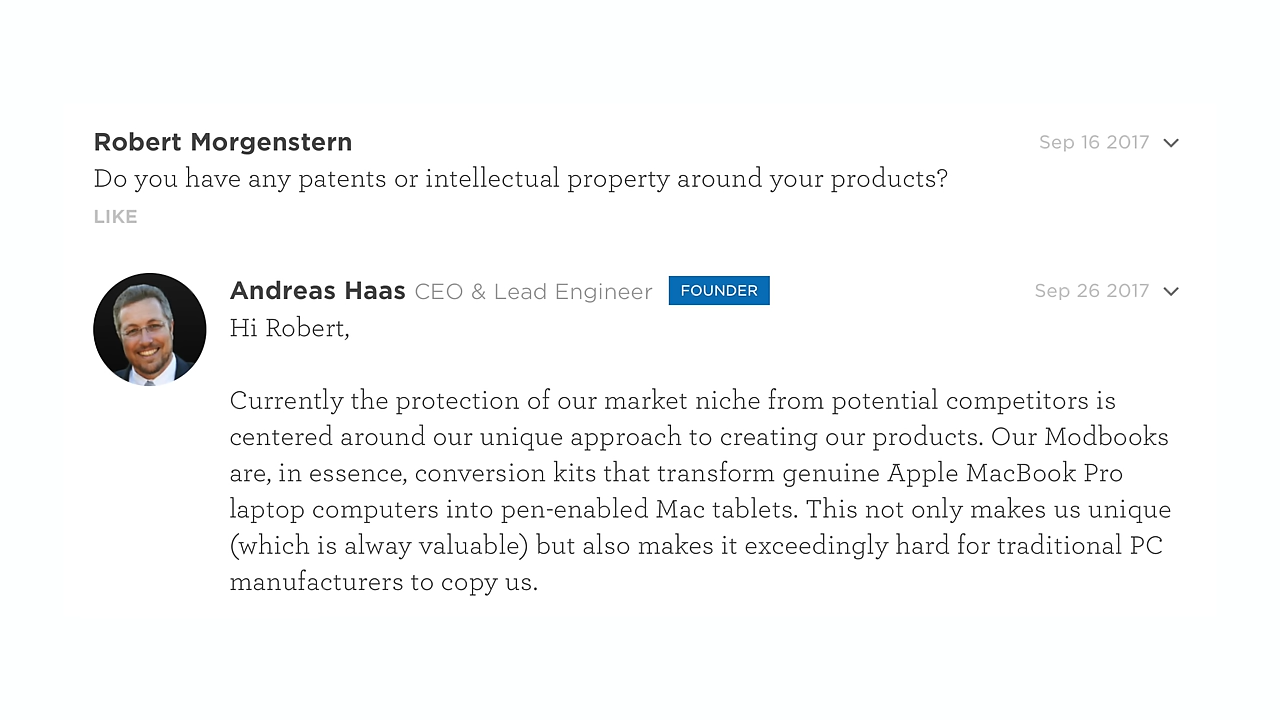 Robert Morgenstern Sep 16 2017
Do you have any patents or intellectual property around your products?
LIKE
Andreas Haas CEO & Lead Engineer FOUNDER Sep 26 2017
Hi Robert,
Currently the protection of our market niche from potential competitors is
centered around our unique approach to creating our products. Our Modbooks
are, in essence, conversion kits that transform genuine Apple MacBook Pro
laptop computers into pen-enabled Mac tablets. This not only makes us unique
(which is alway valuable) but also makes it exceedingly hard for traditional PC
manufacturers to copy us.